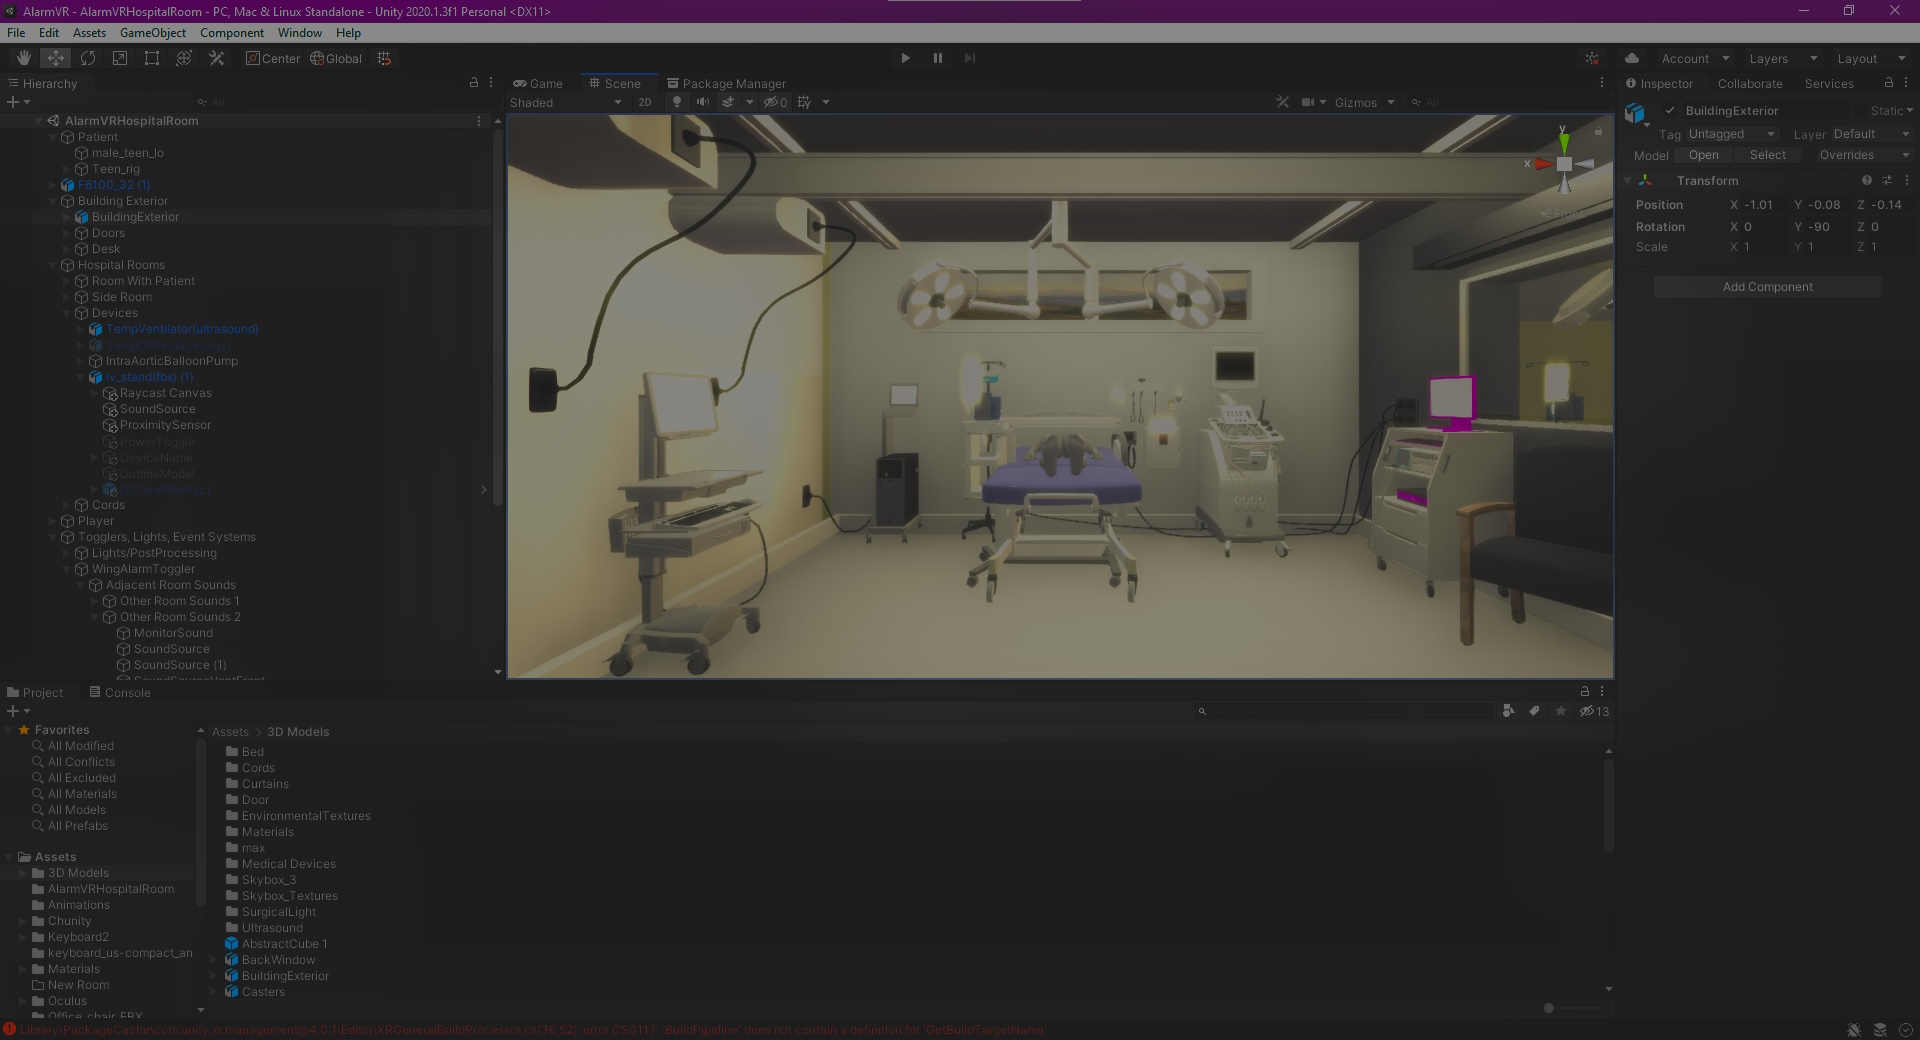 AlarmVR - AlarmVRHospitalRoom - PC, Mac & Linux Standalone - Unity 2020.1.3f1 Personal <DX11>
File Edit Assets GameObject Component Window Help
Center Global Account Layers Layout
Hierarchy
All
AlarmVRHospitalRoom
Patient
male_teen_lo
Teen_rig
F6100_32 (1)
Building Exterior
BuildingExterior
Doors
Desk
Hospital Rooms
Room With Patient
Side Room
Devices
TempVentilator(ultrasound)
IntraAorticBalloonPump
iv_stand(fbx) (1)
Raycast Canvas
SoundSource
ProximitySensor
PowerToggle
DeviceName
OutlineModel
IVStandAbstract
Cords
Player
Togglers, Lights, Event Systems
Lights/PostProcessing
WingAlarmToggler
Adjacent Room Sounds
Other Room Sounds 1
Other Room Sounds 2
MonitorSound
SoundSource
SoundSource (1)
Game Scene Package Manager
Shaded 2D 0 Gizmos All
y
x
Front
Inspector Collaborate Services
BuildingExterior Static
Tag Untagged Layer Default
Model Open Select Overrides
Transform
Position X -1.01 Y -0.08 Z -0.14
Rotation X 0 Y -90 Z 0
Scale X 1 Y 1 Z 1
Add Component
Project Console
13
Favorites
All Modified
All Conflicts
All Excluded
All Materials
All Models
All Prefabs
Assets
3D Models
AlarmVRHospitalRoom
Animations
Chunity
Keyboard2
keyboard_us-compact_an
Materials
New Room
Oculus
Office_chair_FBX
Assets > 3D Models
Bed
Cords
Curtains
Door
EnvironmentalTextures
Materials
max
Medical Devices
Skybox_3
Skybox_Textures
SurgicalLight
Ultrasound
AbstractCube 1
BackWindow
BuildingExterior
Casters
Library\PackageCache\com.unity.xr.management@4.0.1\Editor\XRGeneralBuildProcessor.cs(36,52): error CS0117: 'BuildPipeline' does not contain a definition for 'GetBuildTargetName'